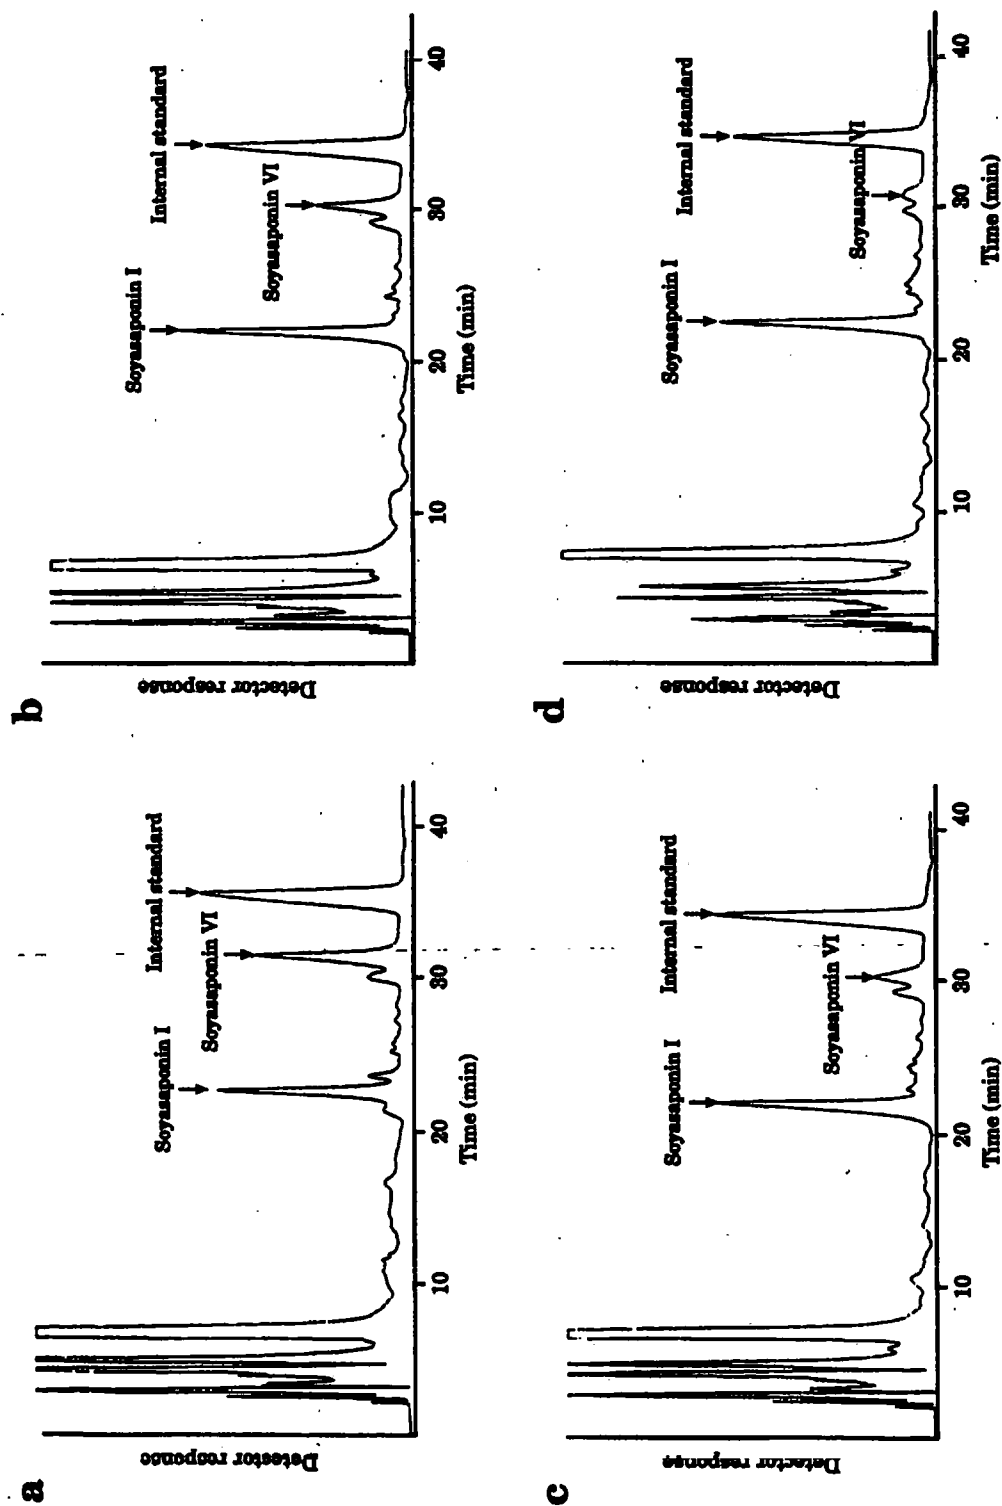 a
Detector response
Soyasaponin I
Soyasaponin VI
Internal standard
10
20
30
40
Time (min)
b
Detector response
Soyasaponin I
Soyasaponin VI
Internal standard
10
20
30
40
Time (min)
c
Detector response
Soyasaponin I
Soyasaponin VI
Internal standard
10
20
30
40
Time (min)
d
Detector response
Soyasaponin I
Soyasaponin VI
Internal standard
10
20
30
40
Time (min)